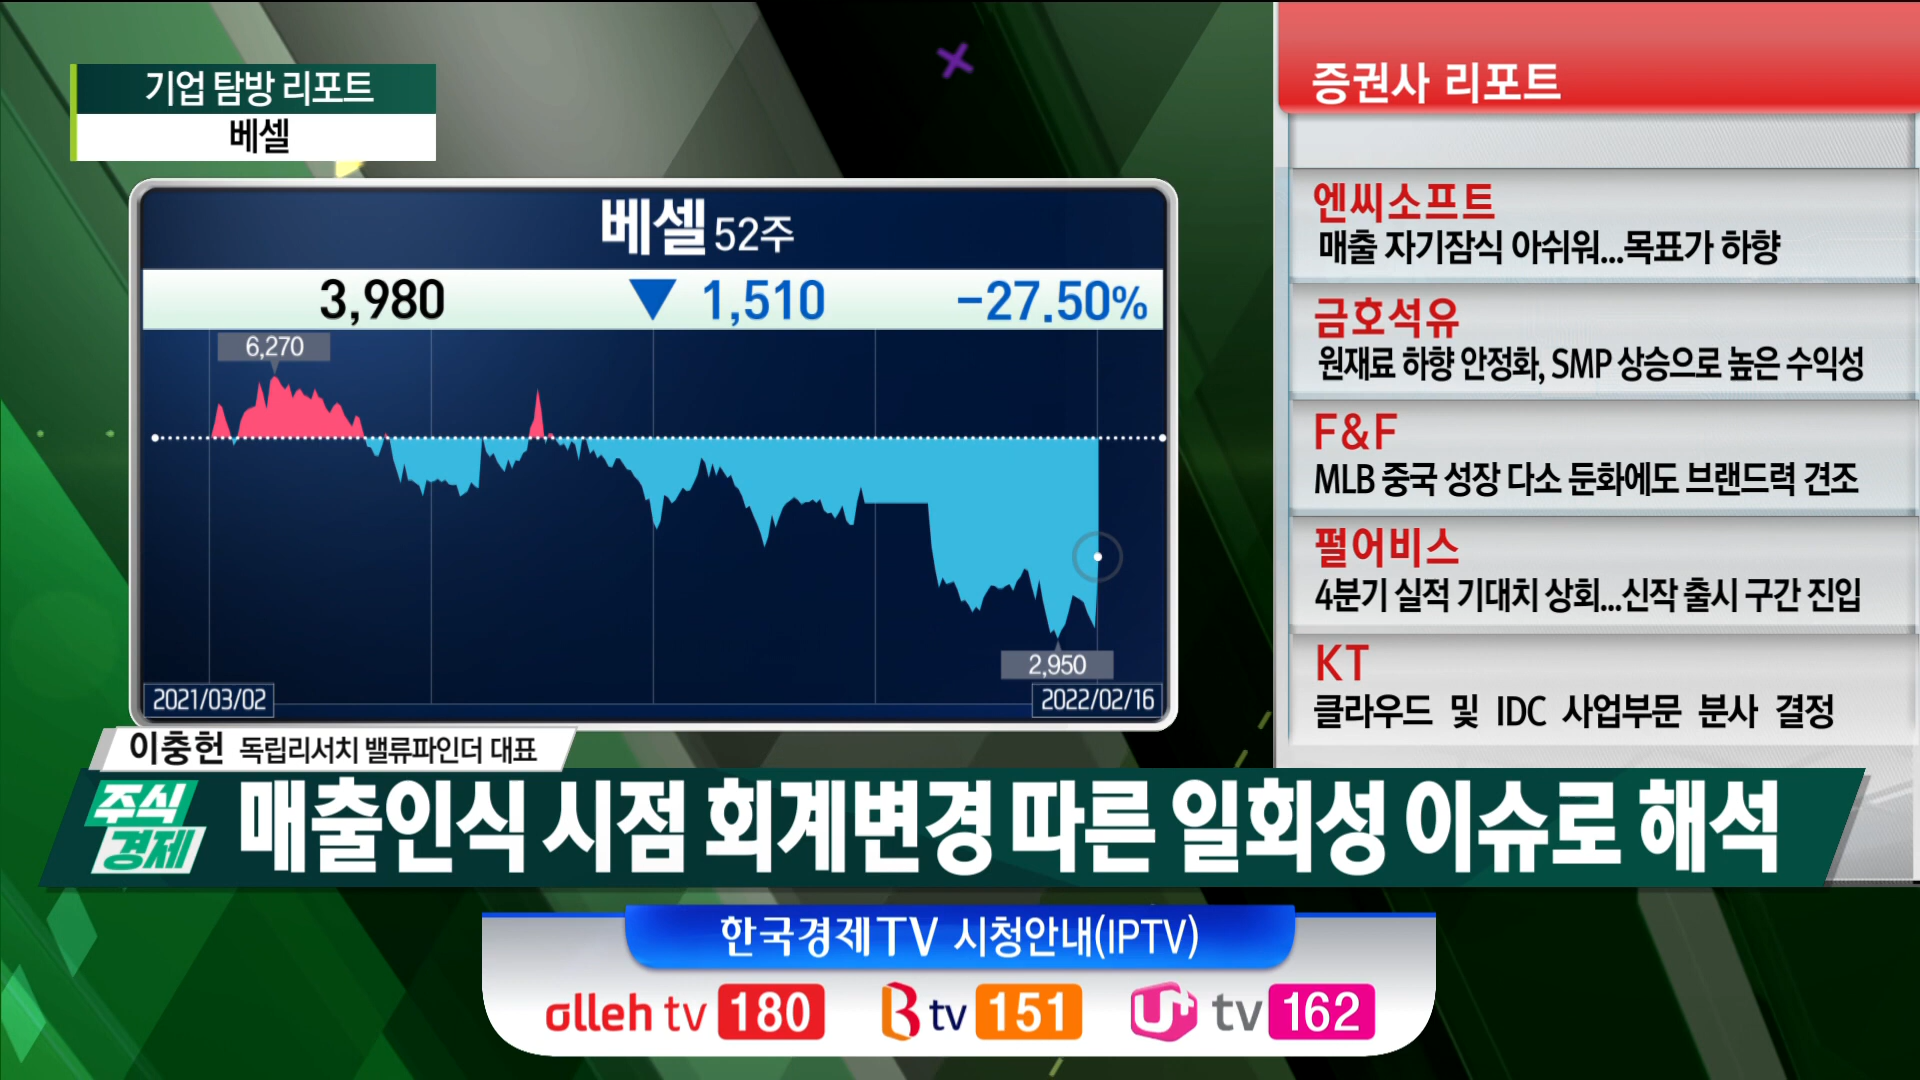 기업 탐방 리포트
베셀
베셀 52주
3,980 ▼ 1,510 -27.50%
6,270
2,950
2021/03/02
2022/02/16
증권사 리포트
엔씨소프트
매출 자기잠식 아쉬워...목표가 하향
금호석유
원재료 하향 안정화, SMP 상승으로 높은 수익성
F&F
MLB 중국 성장 다소 둔화에도 브랜드력 견조
펄어비스
4분기 실적 기대치 상회...신작 출시 구간 진입
KT
클라우드 및 IDC 사업부문 분사 결정
이충헌 독립리서치 밸류파인더 대표
주식
경제
매출인식 시점 회계변경 따른 일회성 이슈로 해석
한국경제TV 시청안내(IPTV)
olleh tv 180 B tv 151 U+ tv 162